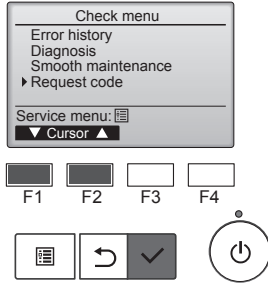 Check menu
Error history
Diagnosis
Smooth maintenance
Request code
Service menu:
Cursor
F1 F2 F3 F4